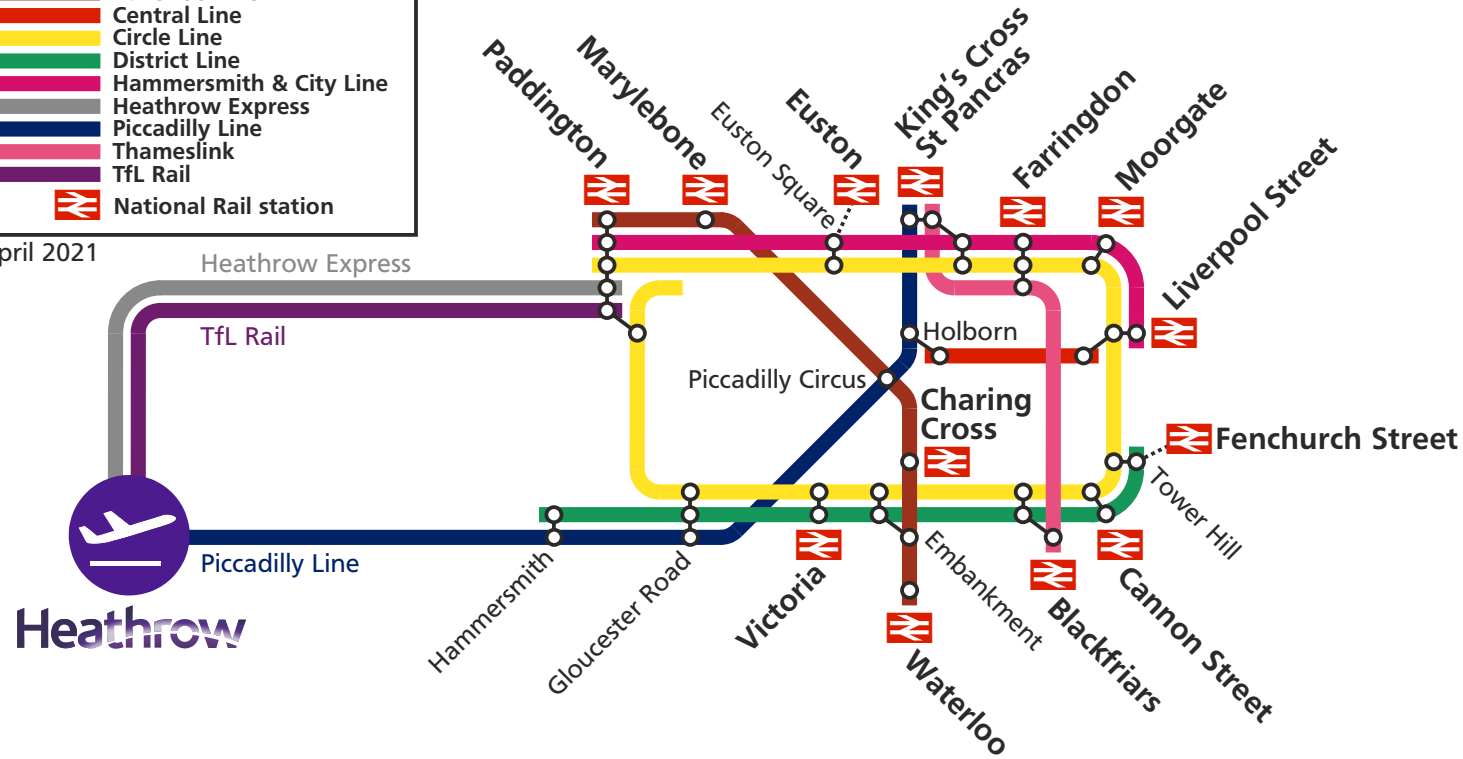 Central Line
Circle Line
District Line
Hammersmith & City Line
Heathrow Express
Piccadilly Line
Thameslink
TfL Rail
National Rail station
pril 2021
Heathrow Express
TfL Rail
Piccadilly Line
Heathrow
Paddington
Marylebone
Euston Square
Euston
King's Cross
St Pancras
Farringdon
Moorgate
Liverpool Street
Holborn
Piccadilly Circus
Charing
Cross
Fenchurch Street
Tower Hill
Hammersmith
Gloucester Road
Victoria
Embankment
Waterloo
Blackfriars
Cannon Street